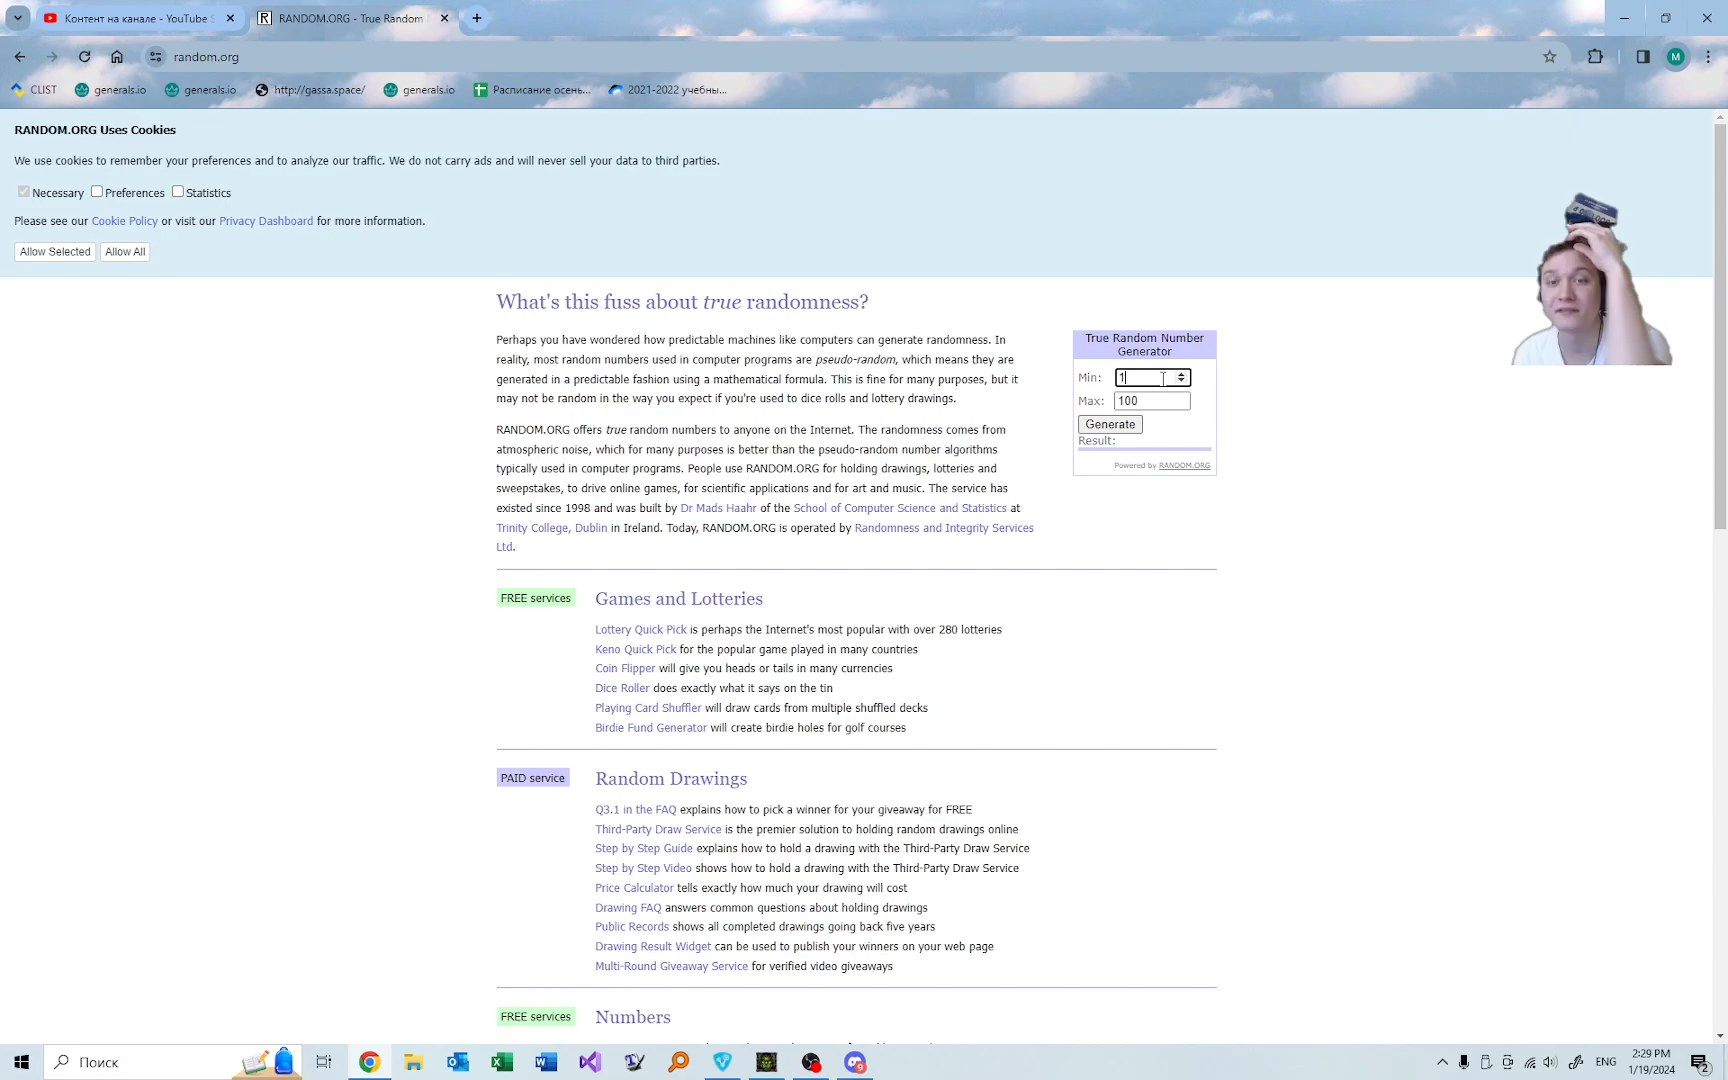 Контент на канале - YouTube S
RANDOM.ORG - True Random
random.org
M
CLIST
generals.io
generals.io
http://gassa.space/
generals.io
Расписание осень...
2021-2022 учебны...
RANDOM.ORG Uses Cookies
We use cookies to remember your preferences and to analyze our traffic. We do not carry ads and will never sell your data to third parties.
Necessary Preferences Statistics
Please see our Cookie Policy or visit our Privacy Dashboard for more information.
Allow Selected Allow All
What's this fuss about true randomness?
Perhaps you have wondered how predictable machines like computers can generate randomness. In
reality, most random numbers used in computer programs are pseudo-random, which means they are
generated in a predictable fashion using a mathematical formula. This is fine for many purposes, but it
may not be random in the way you expect if you're used to dice rolls and lottery drawings.
RANDOM.ORG offers true random numbers to anyone on the Internet. The randomness comes from
atmospheric noise, which for many purposes is better than the pseudo-random number algorithms
typically used in computer programs. People use RANDOM.ORG for holding drawings, lotteries and
sweepstakes, to drive online games, for scientific applications and for art and music. The service has
existed since 1998 and was built by Dr Mads Haahr of the School of Computer Science and Statistics at
Trinity College, Dublin in Ireland. Today, RANDOM.ORG is operated by Randomness and Integrity Services
Ltd.
True Random Number
Generator
Min: 1
Max: 100
Generate
Result:
Powered by RANDOM.ORG
FREE services
Games and Lotteries
Lottery Quick Pick is perhaps the Internet's most popular with over 280 lotteries
Keno Quick Pick for the popular game played in many countries
Coin Flipper will give you heads or tails in many currencies
Dice Roller does exactly what it says on the tin
Playing Card Shuffler will draw cards from multiple shuffled decks
Birdie Fund Generator will create birdie holes for golf courses
PAID service
Random Drawings
Q3.1 in the FAQ explains how to pick a winner for your giveaway for FREE
Third-Party Draw Service is the premier solution to holding random drawings online
Step by Step Guide explains how to hold a drawing with the Third-Party Draw Service
Step by Step Video shows how to hold a drawing with the Third-Party Draw Service
Price Calculator tells exactly how much your drawing will cost
Drawing FAQ answers common questions about holding drawings
Public Records shows all completed drawings going back five years
Drawing Result Widget can be used to publish your winners on your web page
Multi-Round Giveaway Service for verified video giveaways
FREE services
Numbers
Поиск
ENG
2:29 PM
1/19/2024